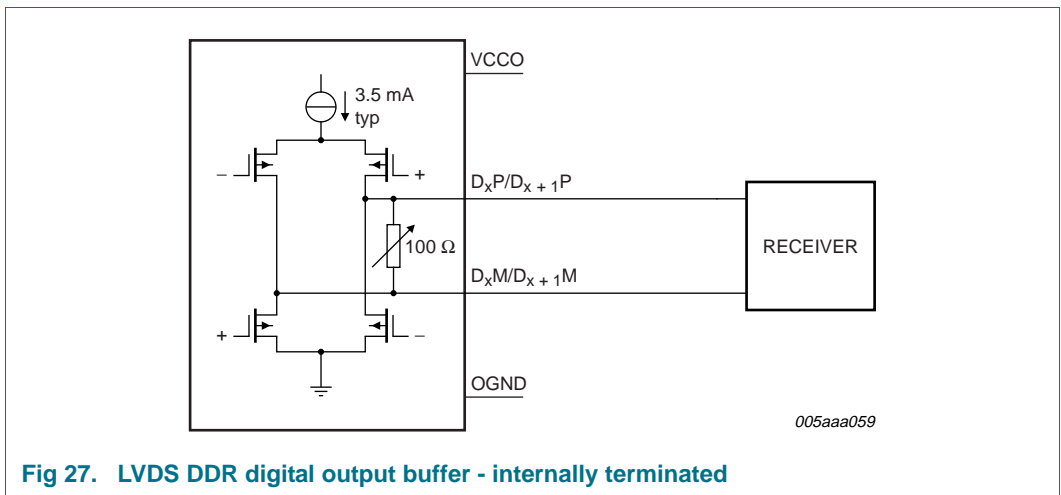 VCCO
3.5 mA
typ
− +
DxP/Dx + 1P
100 Ω
RECEIVER
DxM/Dx + 1M
+ −
OGND
005aaa059
Fig 27. LVDS DDR digital output buffer - internally terminated